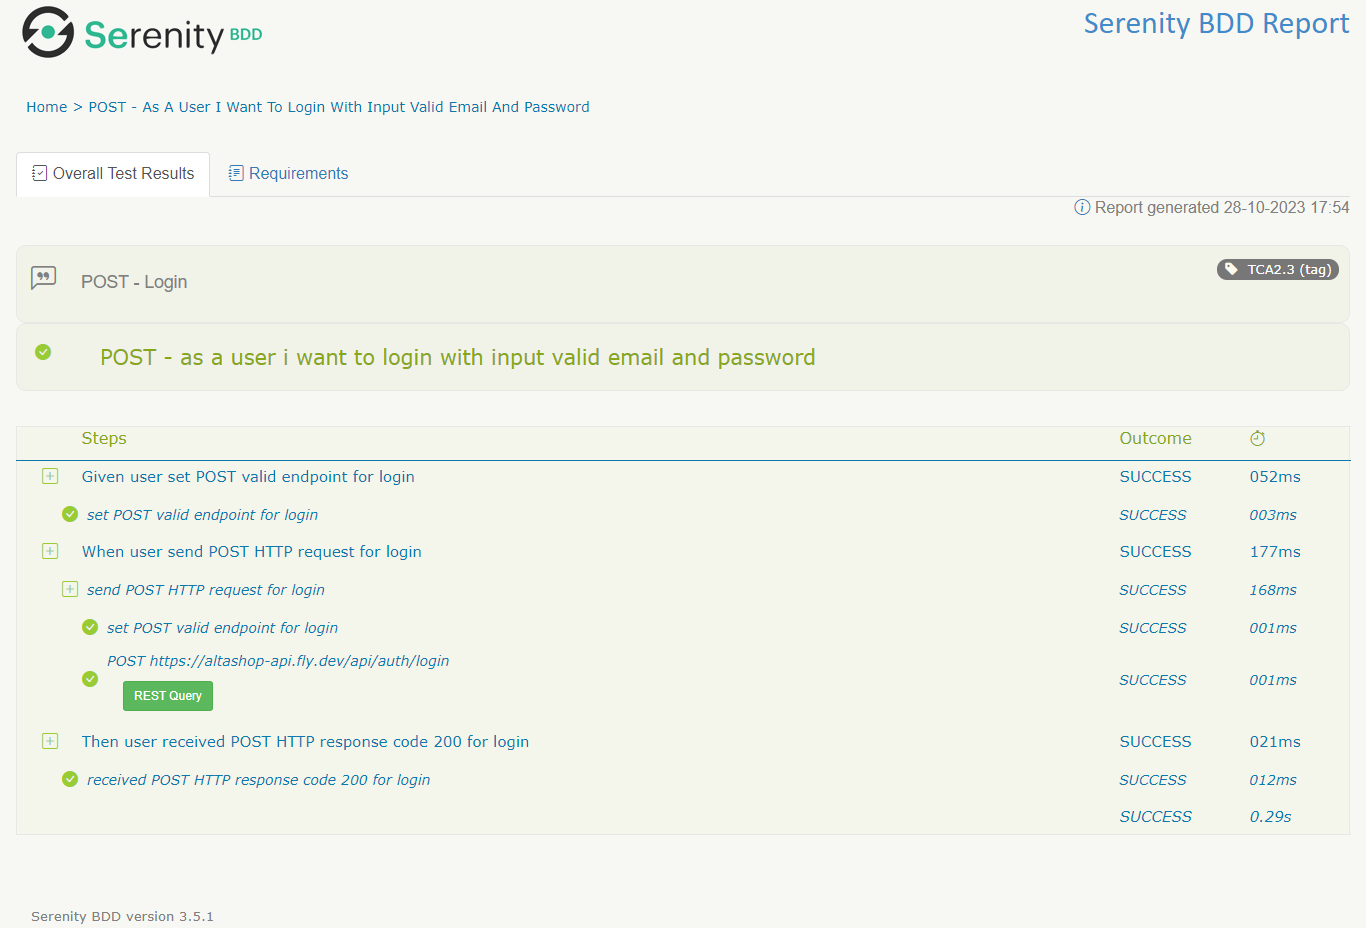 Serenity BDD
Serenity BDD Report
Home > POST - As A User I Want To Login With Input Valid Email And Password
Overall Test Results
Requirements
Report generated 28-10-2023 17:54
POST - Login
TCA2.3 (tag)
POST - as a user i want to login with input valid email and password
Steps Outcome
Given user set POST valid endpoint for login SUCCESS 052ms
set POST valid endpoint for login SUCCESS 003ms
When user send POST HTTP request for login SUCCESS 177ms
send POST HTTP request for login SUCCESS 168ms
set POST valid endpoint for login SUCCESS 001ms
POST https://altashop-api.fly.dev/api/auth/login
SUCCESS 001ms
REST Query
Then user received POST HTTP response code 200 for login SUCCESS 021ms
received POST HTTP response code 200 for login SUCCESS 012ms
SUCCESS 0.29s
Serenity BDD version 3.5.1